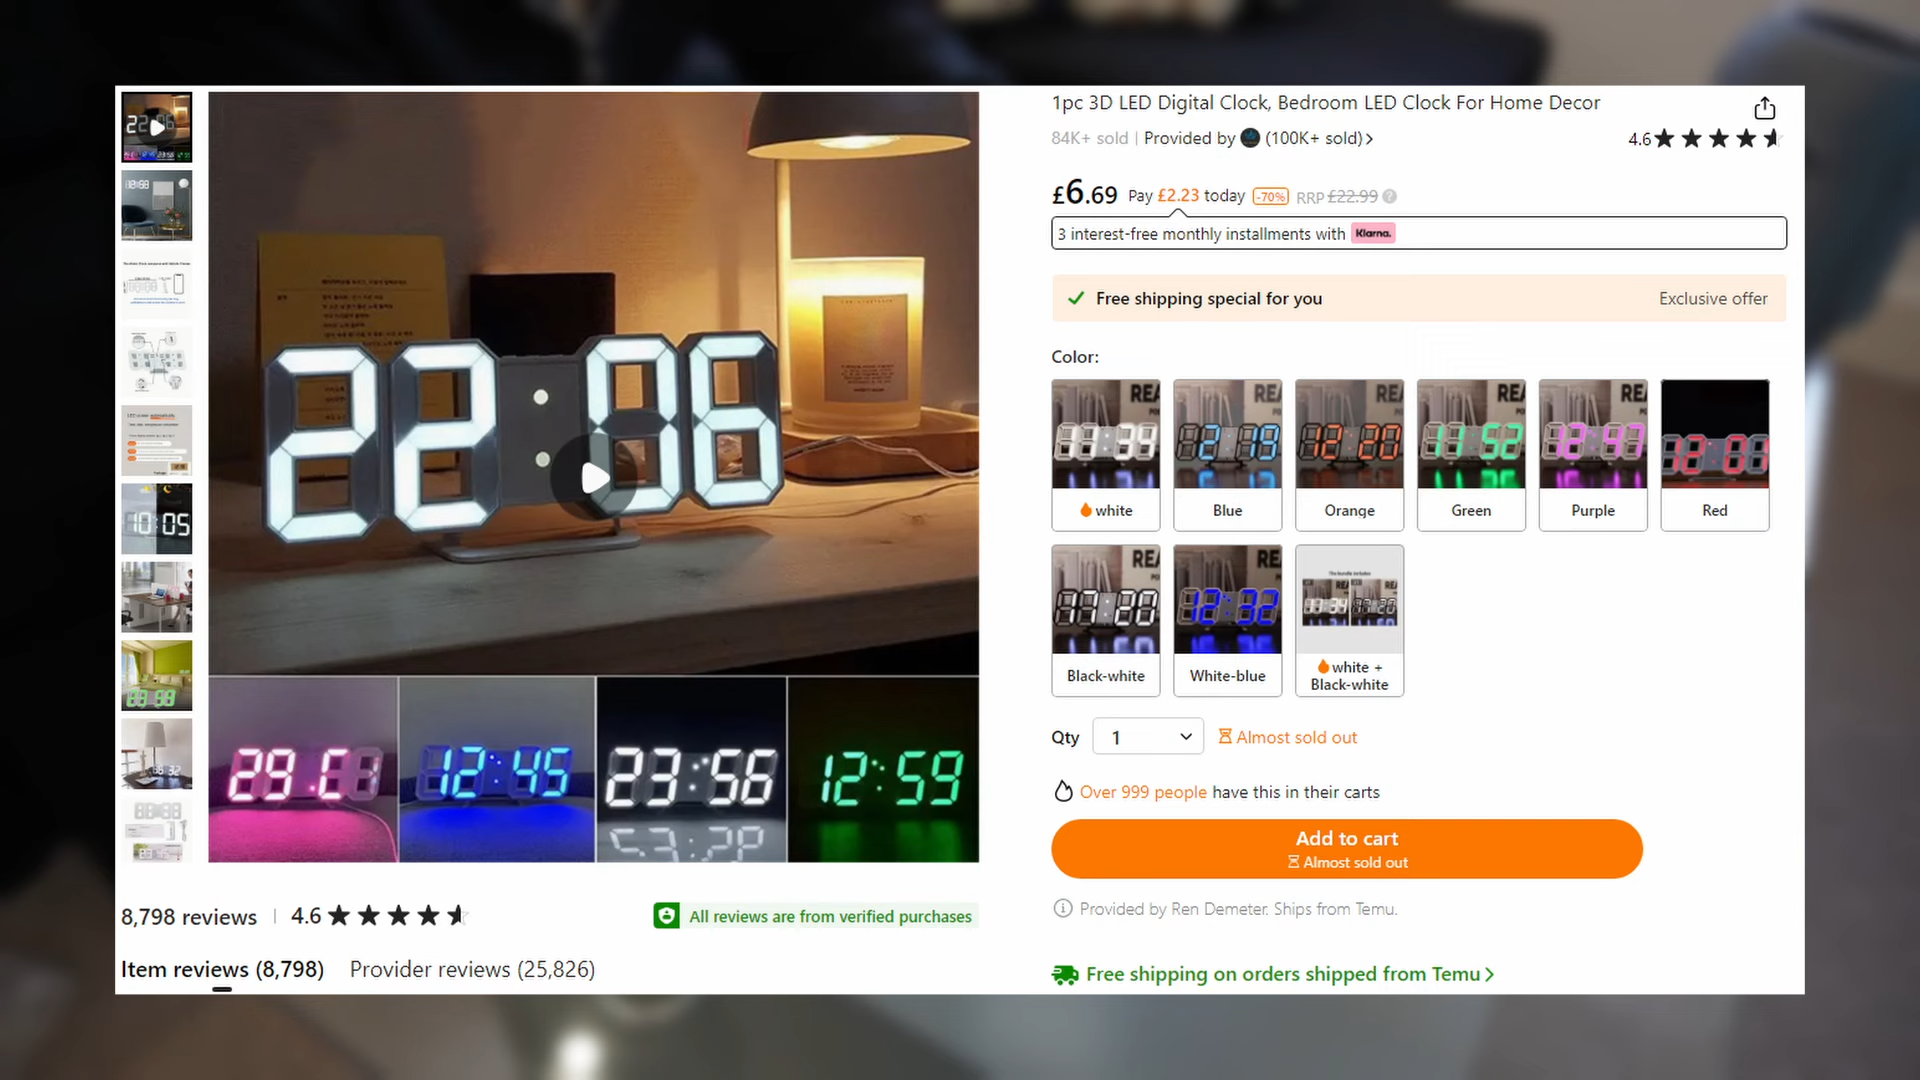 1pc 3D LED Digital Clock, Bedroom LED Clock For Home Decor
84K+ sold | Provided by (100K+ sold)
4.6
£6.69 Pay £2.23 today -70% RRP £22.99
3 interest-free monthly installments with Klarna.
Free shipping special for you Exclusive offer
Color:
white Blue Orange Green Purple Red
Black-white White-blue white +
Black-white
Qty 1 Almost sold out
Over 999 people have this in their carts
Add to cart
Almost sold out
Provided by Ren Demeter. Ships from Temu.
Free shipping on orders shipped from Temu
22:06
12:45 23:56 12:59
10:05
8,798 reviews | 4.6 All reviews are from verified purchases
Item reviews (8,798) Provider reviews (25,826)